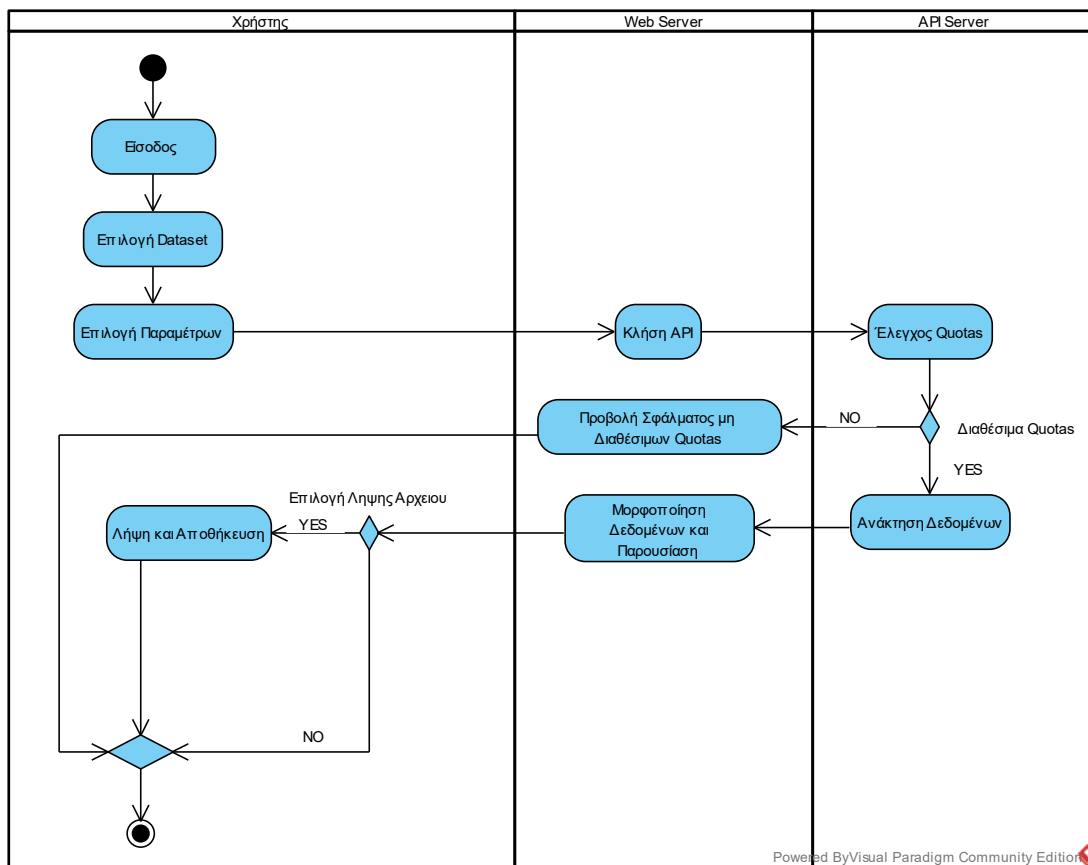 Χρήστης
Web Server
API Server
Είσοδος
Επιλογή Dataset
Επιλογή Παραμέτρων
Κλήση API
Έλεγχος Quotas
Προβολή Σφάλματος μη
Διαθέσιμων Quotas
NO
Διαθέσιμα Quotas
YES
Επιλογή Ληψης Αρχειου
Λήψη και Αποθήκευση
YES
Μορφοποίηση
Δεδομένων και
Παρουσίαση
Ανάκτηση Δεδομένων
NO
Powered ByVisual Paradigm Community Edition